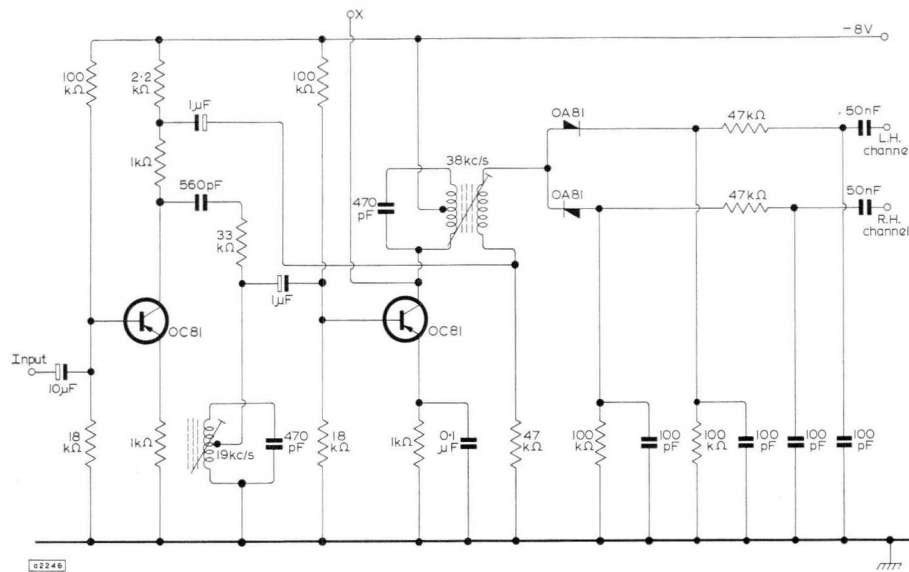 X
-8V
100
kΩ
2·2
kΩ
100
kΩ
1μF
1kΩ
560pF
33
kΩ
1μF
OC81
Input
10μF
18
kΩ
1kΩ
19kc/s
470
pF
18
kΩ
470
pF
38kc/s
OC81
1kΩ
0·1
μF
47
kΩ
OA81
OA81
47kΩ
47kΩ
50nF
L.H.
channel
50nF
R.H.
channel
100
kΩ
100
pF
100
kΩ
100
pF
100
pF
100
pF
02246